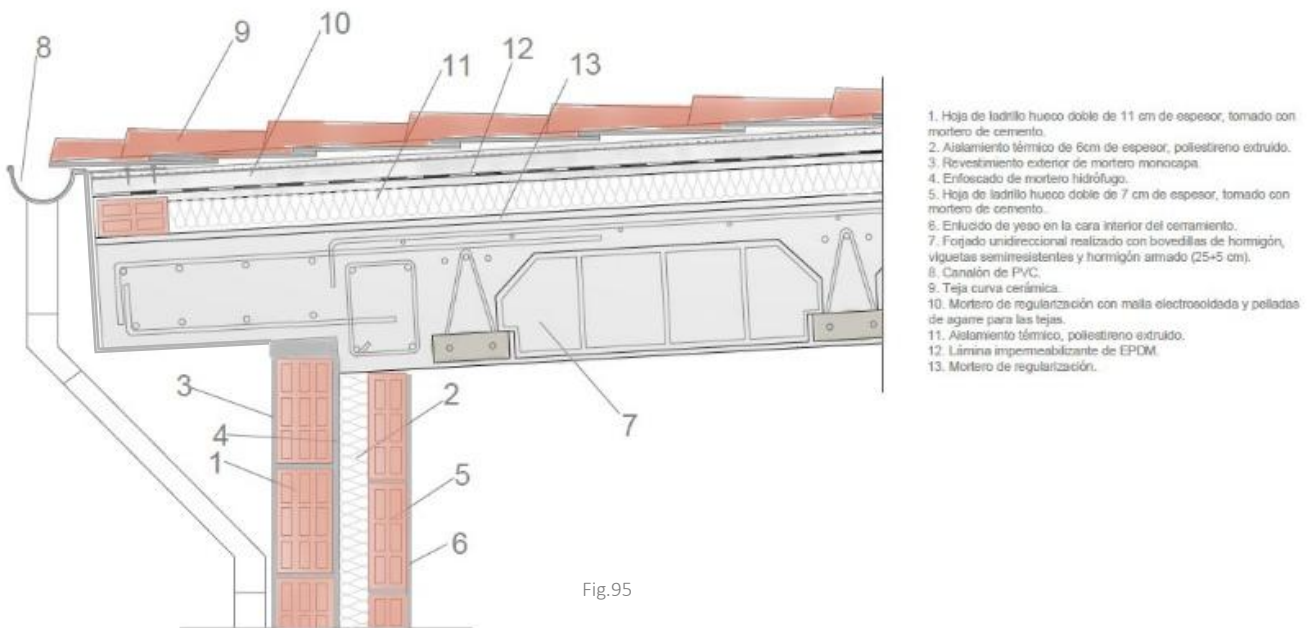 8
9
10
11
12
13
3
4
1
2
5
6
7
Fig.95
1. Hoja de ladrillo hueco doble de 11 cm de espesor, tomado con
mortero de cemento.
2. Aislamiento térmico de 6cm de espesor, poliestireno extruido.
3. Revestimiento exterior de mortero monocapa.
4. Enfoscado de mortero hidrófugo.
5. Hoja de ladrillo hueco doble de 7 cm de espesor, tomado con
mortero de cemento.
6. Enlucido de yeso en la cara interior del cerramiento.
7. Forjado unidireccional realizado con bovedillas de hormigón,
viguetas semirresistentes y hormigón armado (25+5 cm).
8. Canalón de PVC.
9. Teja curva cerámica.
10. Mortero de regularización con malla electrosoldada y pelladas
de agarre para las tejas.
11. Aislamiento térmico, poliestireno extruido.
12. Lámina impermeabilizante de EPDM.
13. Mortero de regularización.